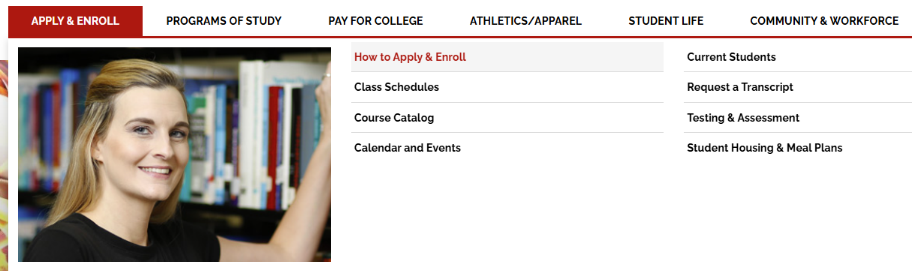 APPLY & ENROLL PROGRAMS OF STUDY PAY FOR COLLEGE ATHLETICS/APPAREL STUDENT LIFE COMMUNITY & WORKFORCE
How to Apply & Enroll
Class Schedules
Course Catalog
Calendar and Events
Current Students
Request a Transcript
Testing & Assessment
Student Housing & Meal Plans